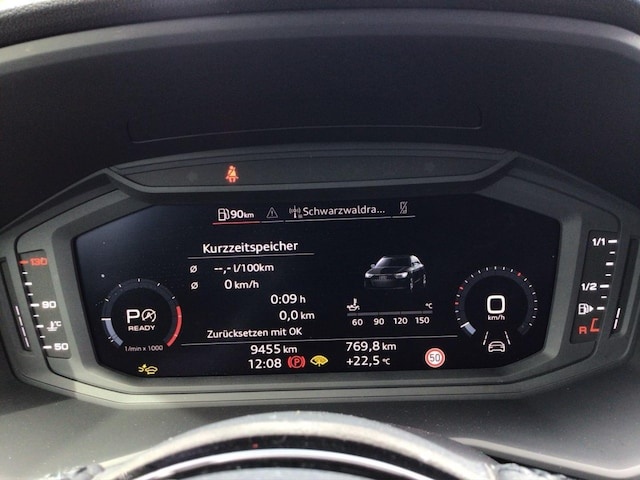 90km Schwarzwaldra...
Kurzzeitspeicher
ø --,- l/100km
ø 0 km/h
0:09 h
0,0 km
Zurücksetzen mit OK
9455 km 769,8 km
12:08 +22,5 °C
130
90
°C
50
P
READY
1/min x 1000
°C
60 90 120 150
0
km/h
50
1/1
1/2
R